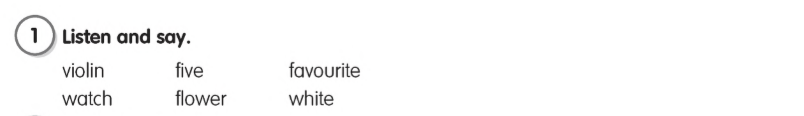 1 Listen and say.
violin five favourite
watch flower white